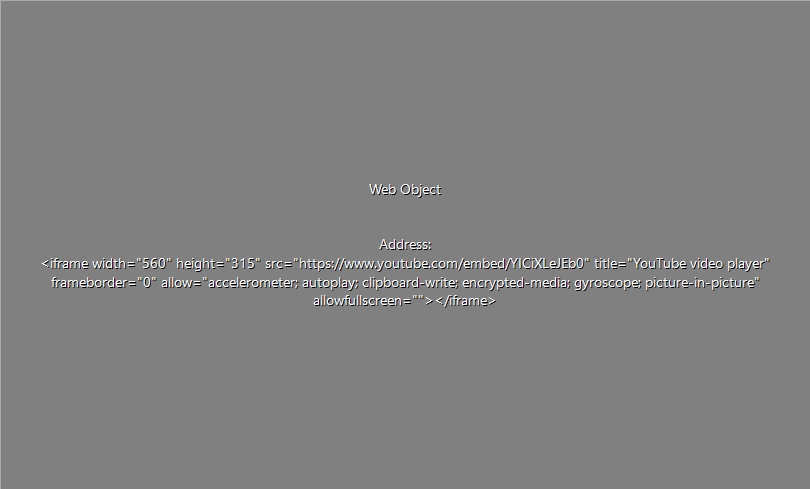 Web Object
Address:
<iframe width="560" height="315" src="https://www.youtube.com/embed/YlCiXLeJEb0" title="YouTube video player"
frameborder="0" allow="accelerometer; autoplay; clipboard-write; encrypted-media; gyroscope; picture-in-picture"
allowfullscreen=""></iframe>